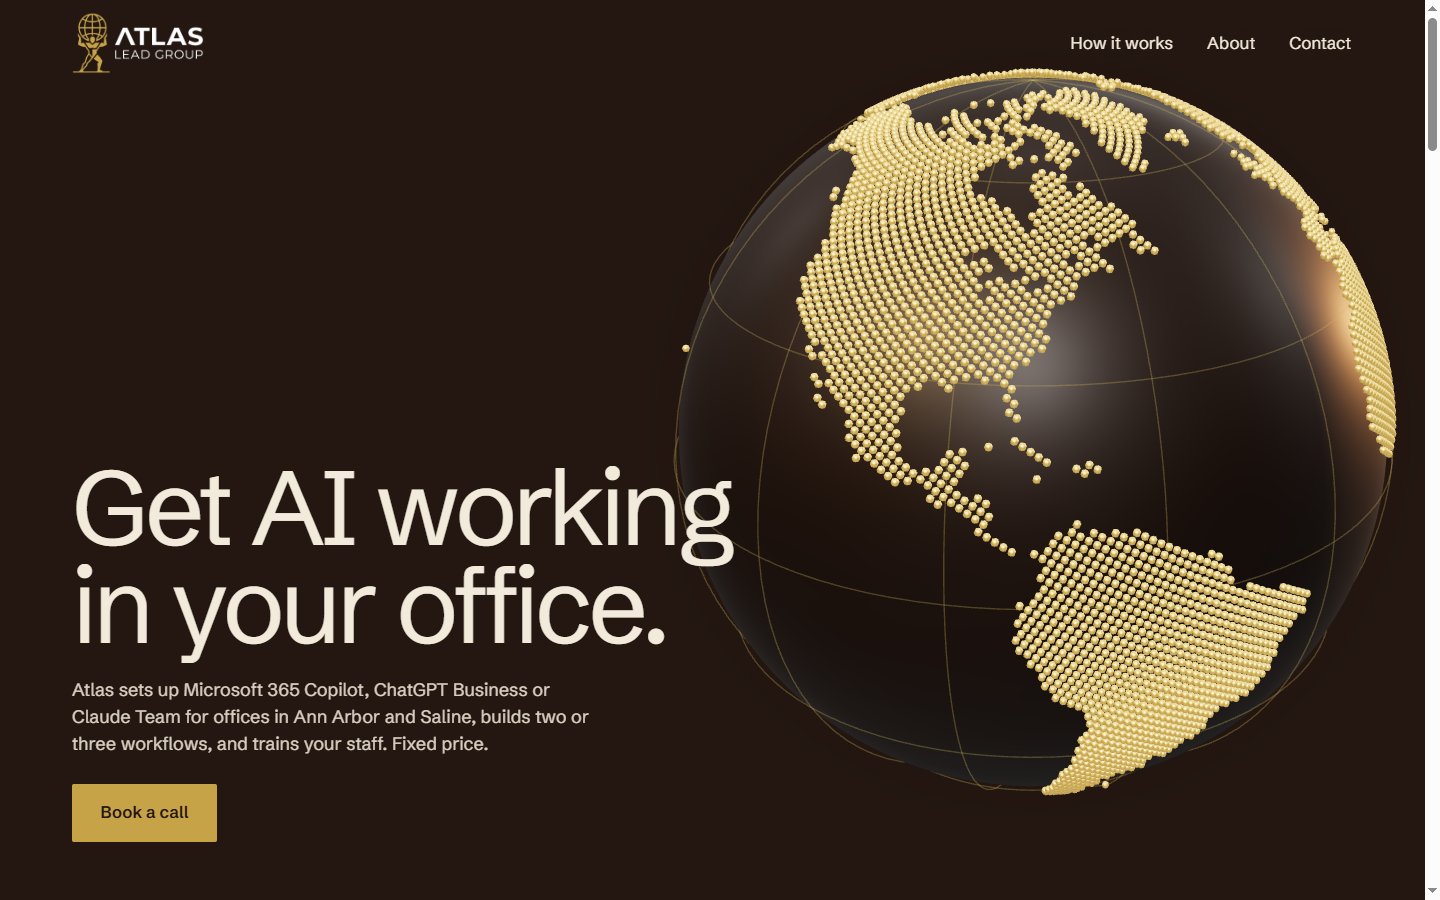 ATLAS
LEAD GROUP
How it works
About
Contact
Get AI working
in your office.
Atlas sets up Microsoft 365 Copilot, ChatGPT Business or
Claude Team for offices in Ann Arbor and Saline, builds two or
three workflows, and trains your staff. Fixed price.
Book a call